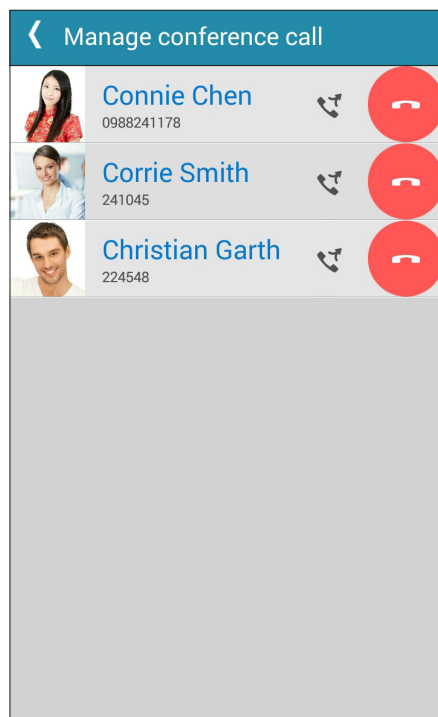 Manage conference call
Connie Chen
0988241178
Corrie Smith
241045
Christian Garth
224548